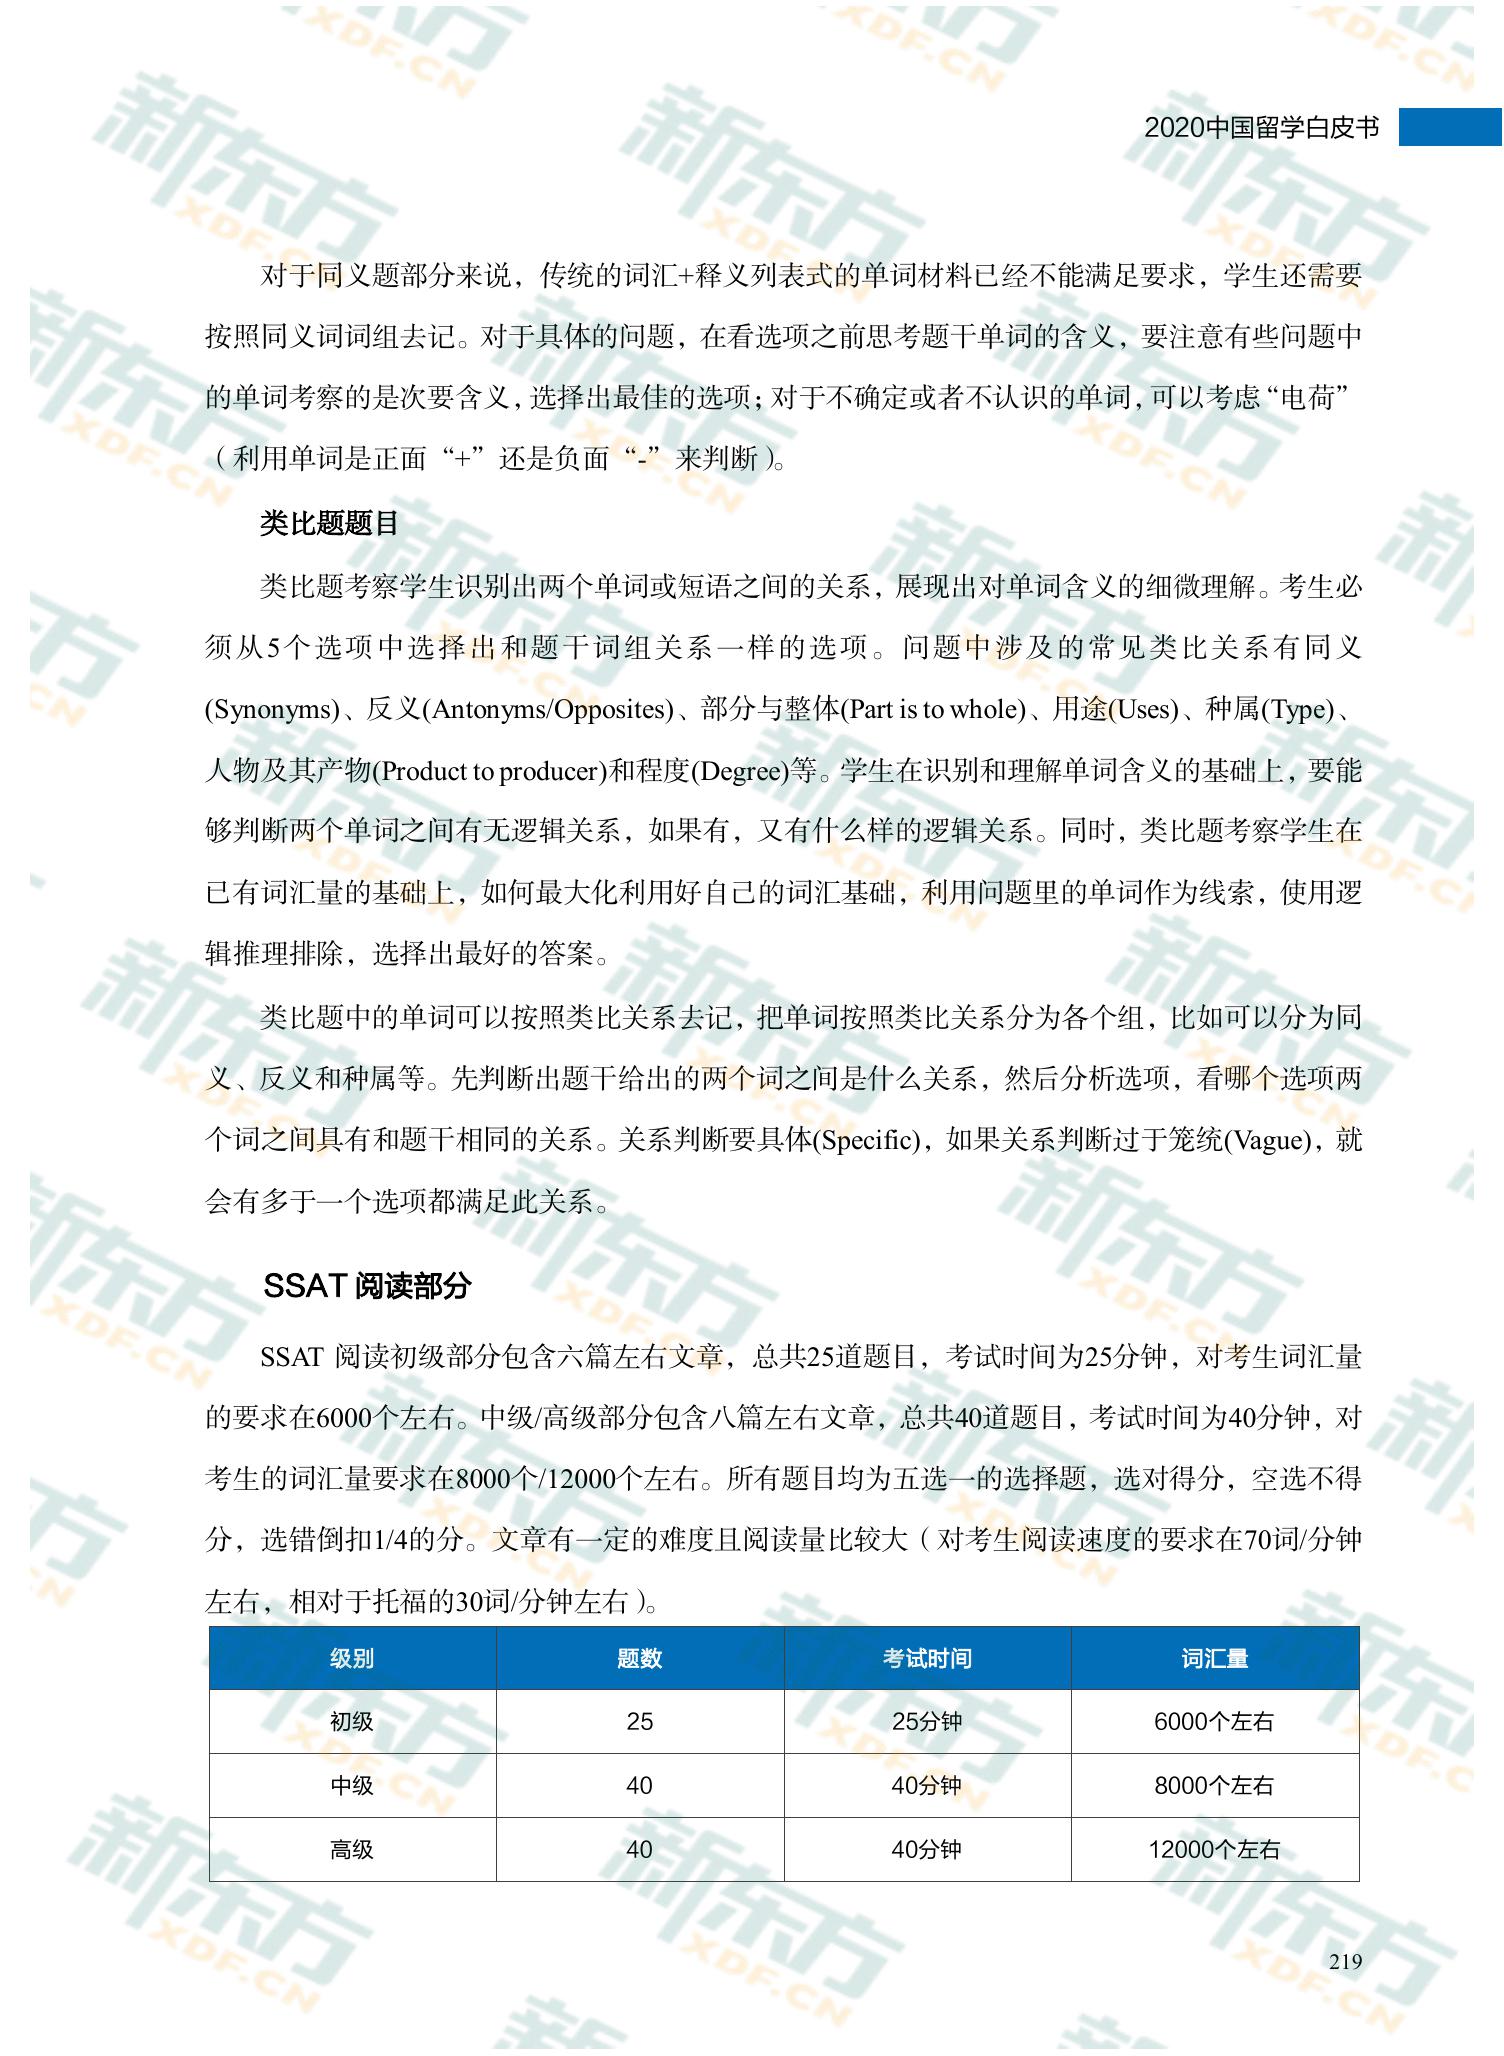 2020中国留学白皮书
对于同义题部分来说，传统的词汇+释义列表式的单词材料已经不能满足要求，学生还需要
按照同义词词组去记。对于具体的问题，在看选项之前思考题干单词的含义，要注意有些问题中
的单词考察的是次要含义，选择出最佳的选项；对于不确定或者不认识的单词，可以考虑“电荷”
（利用单词是正面“+”还是负面“-”来判断）。
类比题题目
类比题考察学生识别出两个单词或短语之间的关系，展现出对单词含义的细微理解。考生必
须从5个选项中选择出和题干词组关系一样的选项。问题中涉及的常见类比关系有同义
(Synonyms)、反义(Antonyms/Opposites)、部分与整体(Part is to whole)、用途(Uses)、种属(Type)、
人物及其产物(Product to producer)和程度(Degree)等。学生在识别和理解单词含义的基础上，要能
够判断两个单词之间有无逻辑关系，如果有，又有什么样的逻辑关系。同时，类比题考察学生在
已有词汇量的基础上，如何最大化利用好自己的词汇基础，利用问题里的单词作为线索，使用逻
辑推理排除，选择出最好的答案。
类比题中的单词可以按照类比关系去记，把单词按照类比关系分为各个组，比如可以分为同
义、反义和种属等。先判断出题干给出的两个词之间是什么关系，然后分析选项，看哪个选项两
个词之间具有和题干相同的关系。关系判断要具体(Specific)，如果关系判断过于笼统(Vague)，就
会有多于一个选项都满足此关系。
SSAT 阅读部分
SSAT 阅读初级部分包含六篇左右文章，总共25道题目，考试时间为25分钟，对考生词汇量
的要求在6000个左右。中级/高级部分包含八篇左右文章，总共40道题目，考试时间为40分钟，对
考生的词汇量要求在8000个/12000个左右。所有题目均为五选一的选择题，选对得分，空选不得
分，选错倒扣1/4的分。文章有一定的难度且阅读量比较大（对考生阅读速度的要求在70词/分钟
左右，相对于托福的30词/分钟左右）。
级别 题数 考试时间 词汇量
初级 25 25分钟 6000个左右
中级 40 40分钟 8000个左右
高级 40 40分钟 12000个左右
219